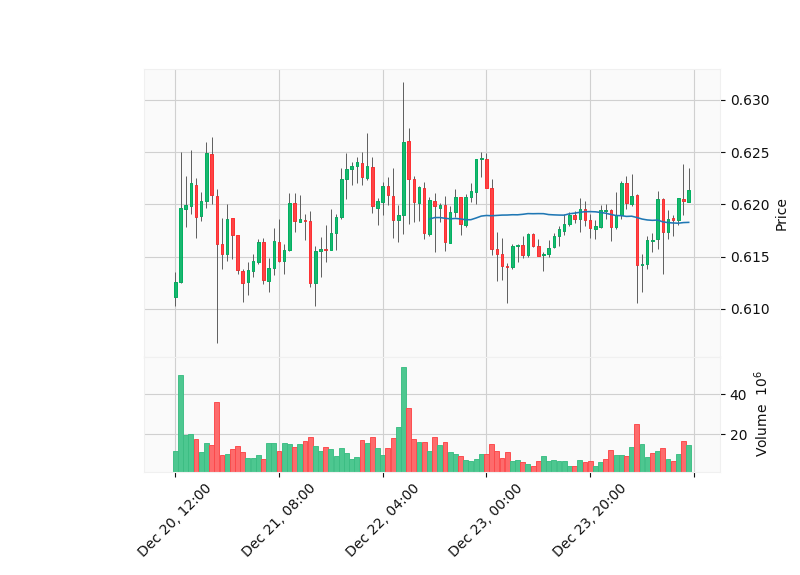 0.630
0.625
0.620
0.615
0.610
Price
40
20
Volume 10^6
Dec 20, 12:00
Dec 21, 08:00
Dec 22, 04:00
Dec 23, 00:00
Dec 23, 20:00